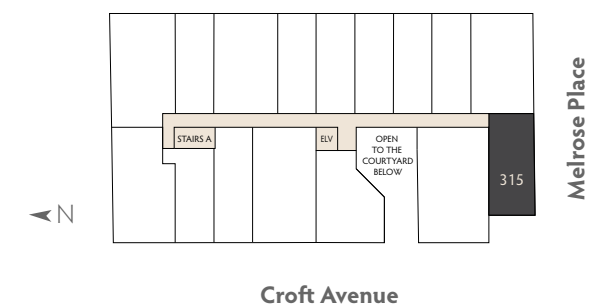 STAIRS A
ELV
OPEN
TO THE
COURTYARD
BELOW
315
Melrose Place
N
Croft Avenue